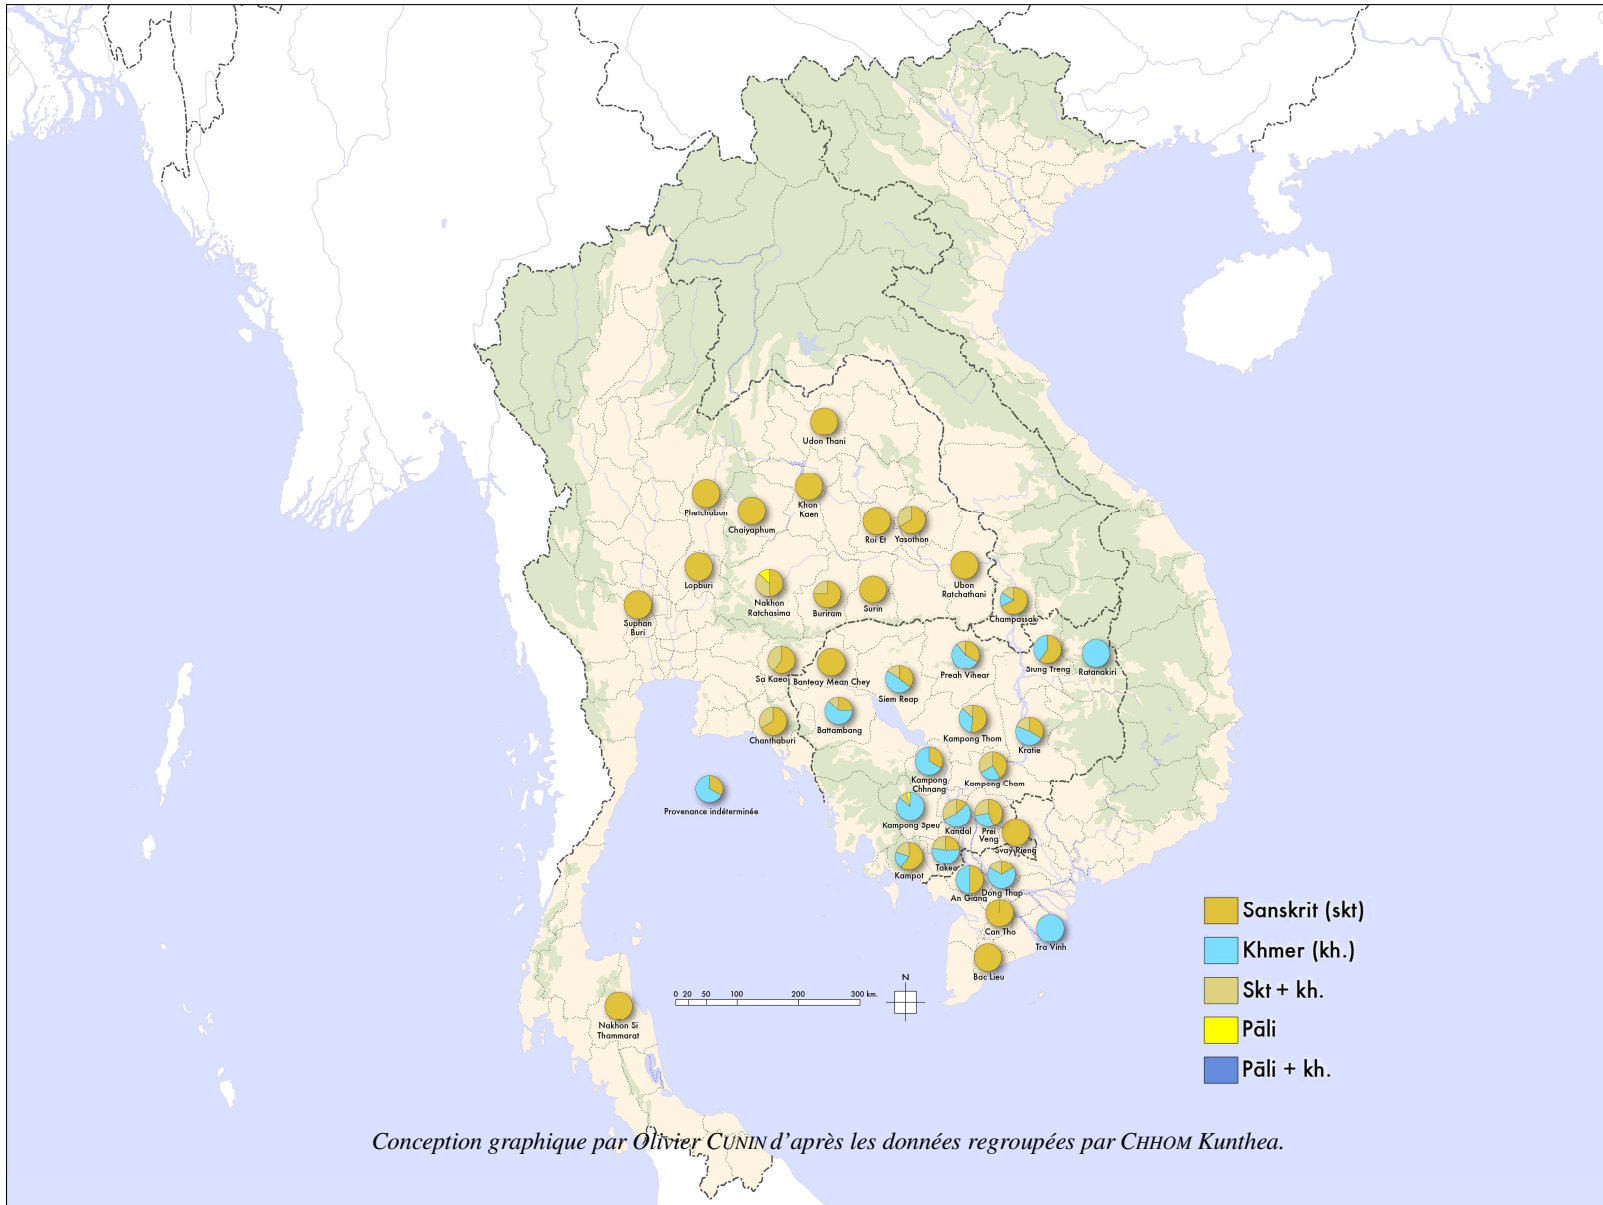 Udon Thani
Phetchabun
Chaiyaphum
Khon
Kaen
Roi Et
Yasothon
Lopburi
Nakhon
Ratchasima
Buriram
Surin
Ubon
Ratchathani
Champassak
Suphan
Buri
Sa Kaeo
Banteay Mean Chey
Siem Reap
Preah Vihear
Stung Treng
Ratanakiri
Chanthaburi
Battambang
Kampong Thom
Kratie
Provenance indéterminée
Kampong
Chhnang
Kampong Cham
Kampong Speu
Kandal
Prei
Veng
Svay Rieng
Kampot
Takeo
An Giang
Dong Thap
Can Tho
Tra Vinh
Bac Lieu
Nakhon Si
Thammarat
0 20 50 100 200 300 km.
N
Sanskrit (skt)
Khmer (kh.)
Skt + kh.
Pāli
Pāli + kh.
Conception graphique par Olivier CUNIN d'après les données regroupées par CHHOM Kunthea.